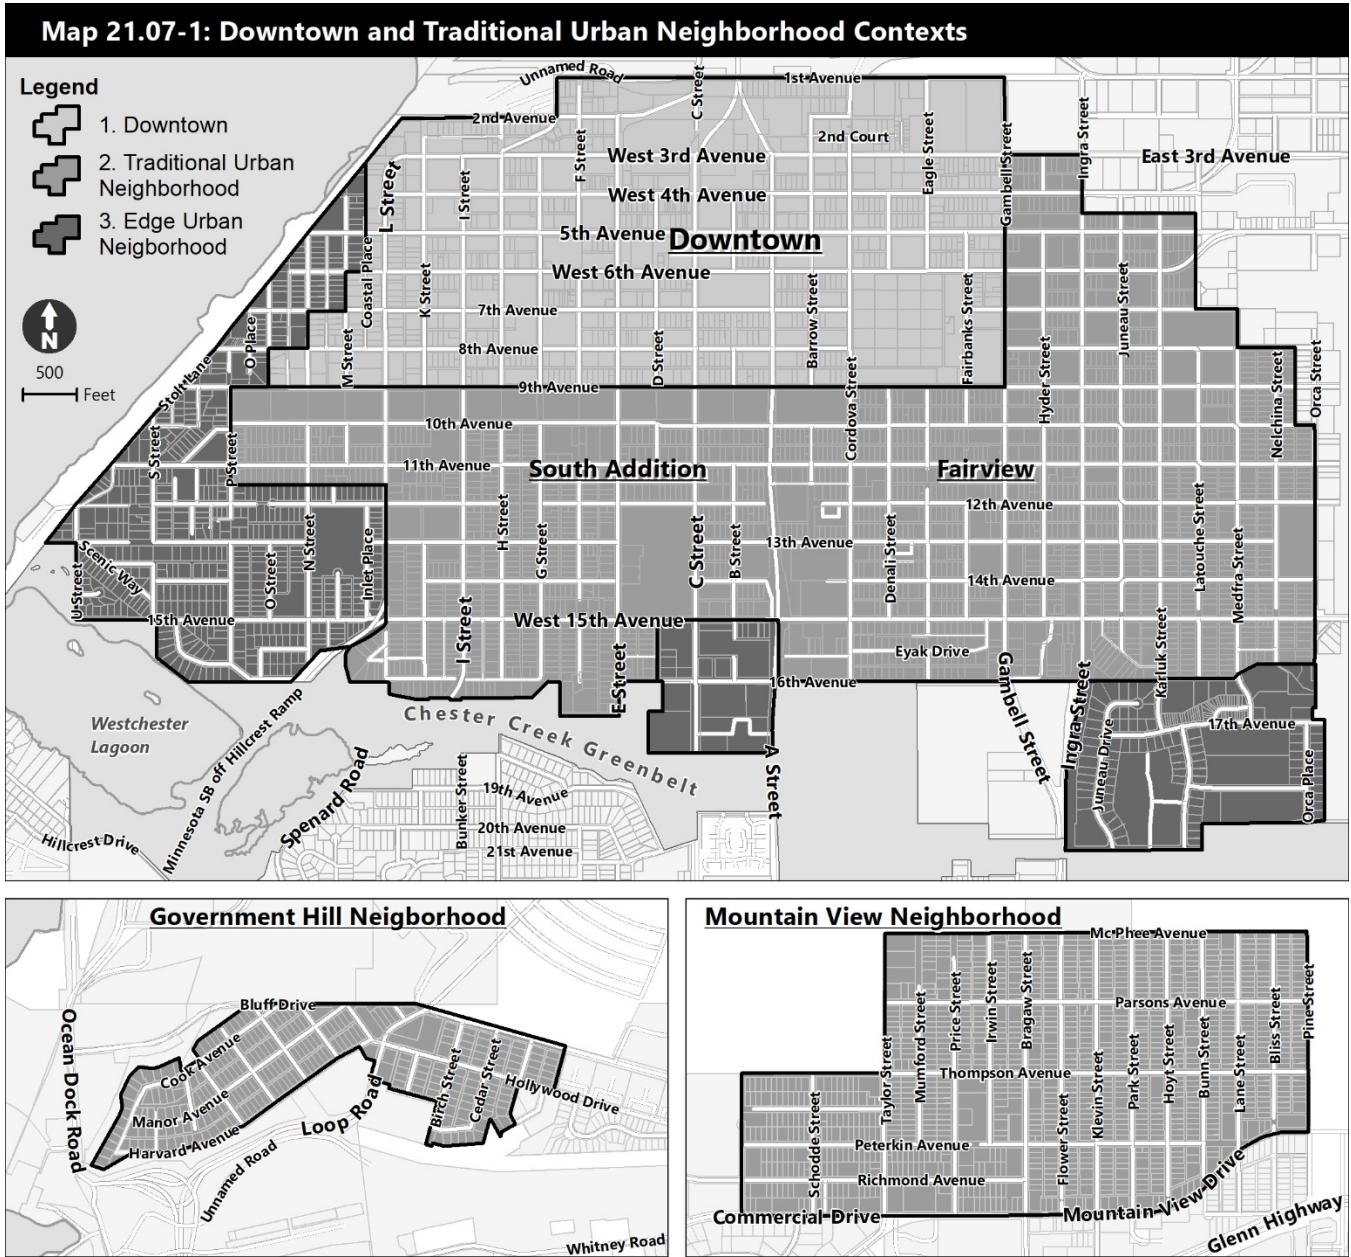 Map 21.07-1: Downtown and Traditional Urban Neighborhood Contexts
Legend
1. Downtown
2. Traditional Urban
Neighborhood
3. Edge Urban
Neigborhood
N
500
Feet
Unnamed Road
1st Avenue
C Street
2nd Avenue
2nd Court
F Street
Eagle Street
Gambell Street
Ingra Street
West 3rd Avenue
East 3rd Avenue
L Street
I Street
West 4th Avenue
5th Avenue
Downtown
West 6th Avenue
Coastal Place
K Street
7th Avenue
Barrow Street
Fairbanks Street
Juneau Street
O Place
M Street
8th Avenue
D Street
Hyder Street
Stolt Lane
9th Avenue
Cordova Street
Nelchina Street
Orca Street
10th Avenue
S Street
P Street
11th Avenue
South Addition
Fairview
H Street
G Street
12th Avenue
Latouche Street
N Street
Inlet Place
C Street
B Street
13th Avenue
Denali Street
Medfra Street
Scenic Way
U Street
O Street
14th Avenue
15th Avenue
I Street
West 15th Avenue
Karluk Street
E Street
Eyak Drive
16th Avenue
Gambell Street
Ingra Street
Westchester
Lagoon
Chester Creek Greenbelt
17th Avenue
Minnesota SB off Hillcrest Ramp
Spenard Road
A Street
Juneau Drive
Orca Place
Bunker Street
19th Avenue
20th Avenue
21st Avenue
Hillcrest Drive
Government Hill Neigborhood
Bluff Drive
Ocean Dock Road
Cook Avenue
Manor Avenue
Harvard Avenue
Loop Road
Birch Street
Cedar Street
Hollywood Drive
Unnamed Road
Whitney Road
Mountain View Neighborhood
Mc Phee Avenue
Parsons Avenue
Price Street
Irwin Street
Bragaw Street
Mumford Street
Taylor Street
Thompson Avenue
Klevin Street
Park Street
Hoyt Street
Bunn Street
Lane Street
Bliss Street
Pine Street
Schodde Street
Peterkin Avenue
Flower Street
Richmond Avenue
Commercial Drive
Mountain View Drive
Glenn Highway